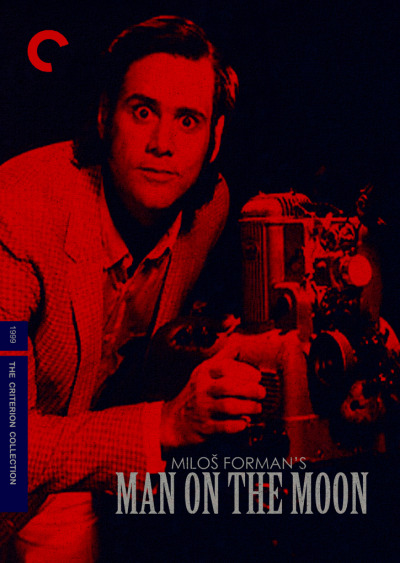 1999
THE CRITERION COLLECTION
MILOŠ FORMAN'S
MAN ON THE MOON